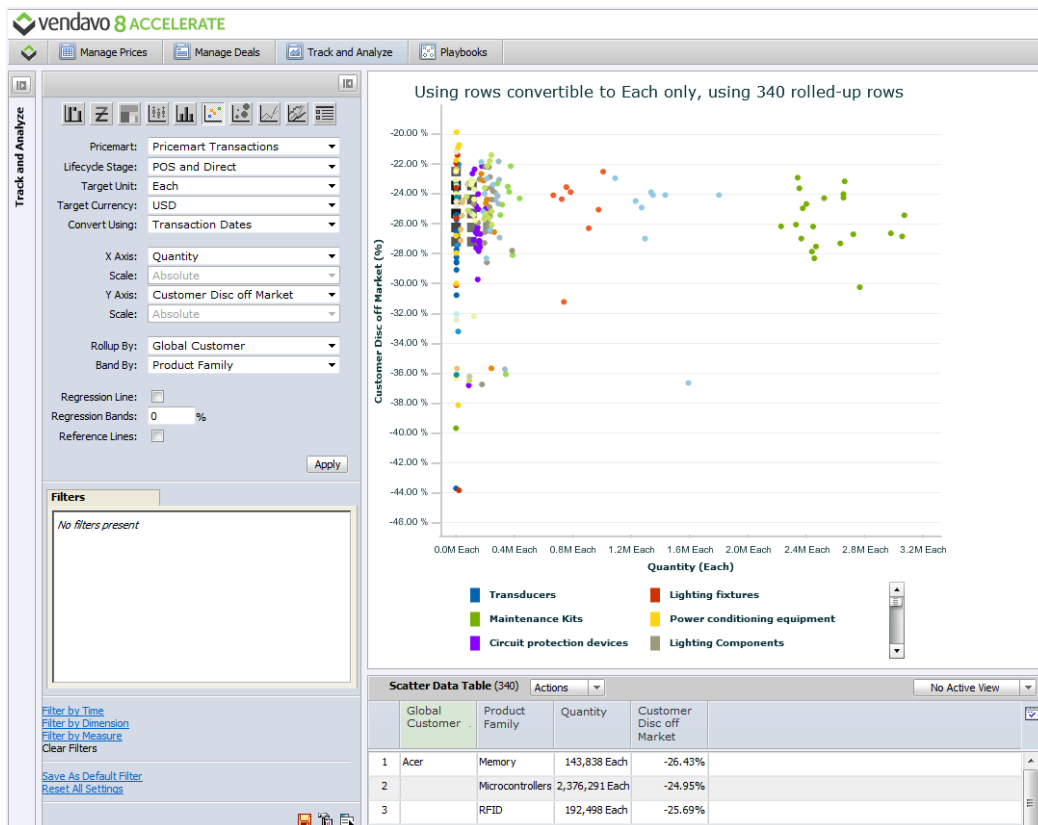 vendavo 8 ACCELERATE
Manage Prices
Manage Deals
Track and Analyze
Playbooks
Track and Analyze
Pricemart: Pricemart Transactions
Lifecycle Stage: POS and Direct
Target Unit: Each
Target Currency: USD
Convert Using: Transaction Dates
X Axis: Quantity
Scale: Absolute
Y Axis: Customer Disc off Market
Scale: Absolute
Rollup By: Global Customer
Band By: Product Family
Regression Line:
Regression Bands: 0 %
Reference Lines:
Apply
Filters
No filters present
Filter by Time
Filter by Dimension
Filter by Measure
Clear Filters
Save As Default Filter
Reset All Settings
Using rows convertible to Each only, using 340 rolled-up rows
Customer Disc off Market (%)
-20.00 %
-22.00 %
-24.00 %
-26.00 %
-28.00 %
-30.00 %
-32.00 %
-34.00 %
-36.00 %
-38.00 %
-40.00 %
-42.00 %
-44.00 %
-46.00 %
0.0M Each 0.4M Each 0.8M Each 1.2M Each 1.6M Each 2.0M Each 2.4M Each 2.8M Each 3.2M Each
Quantity (Each)
Transducers
Lighting fixtures
Maintenance Kits
Power conditioning equipment
Circuit protection devices
Lighting Components
Scatter Data Table (340)
Actions
No Active View
Global Customer
Product Family
Quantity
Customer Disc off Market
1 Acer Memory 143,838 Each -26.43%
2 Microcontrollers 2,376,291 Each -24.95%
3 RFID 192,498 Each -25.69%